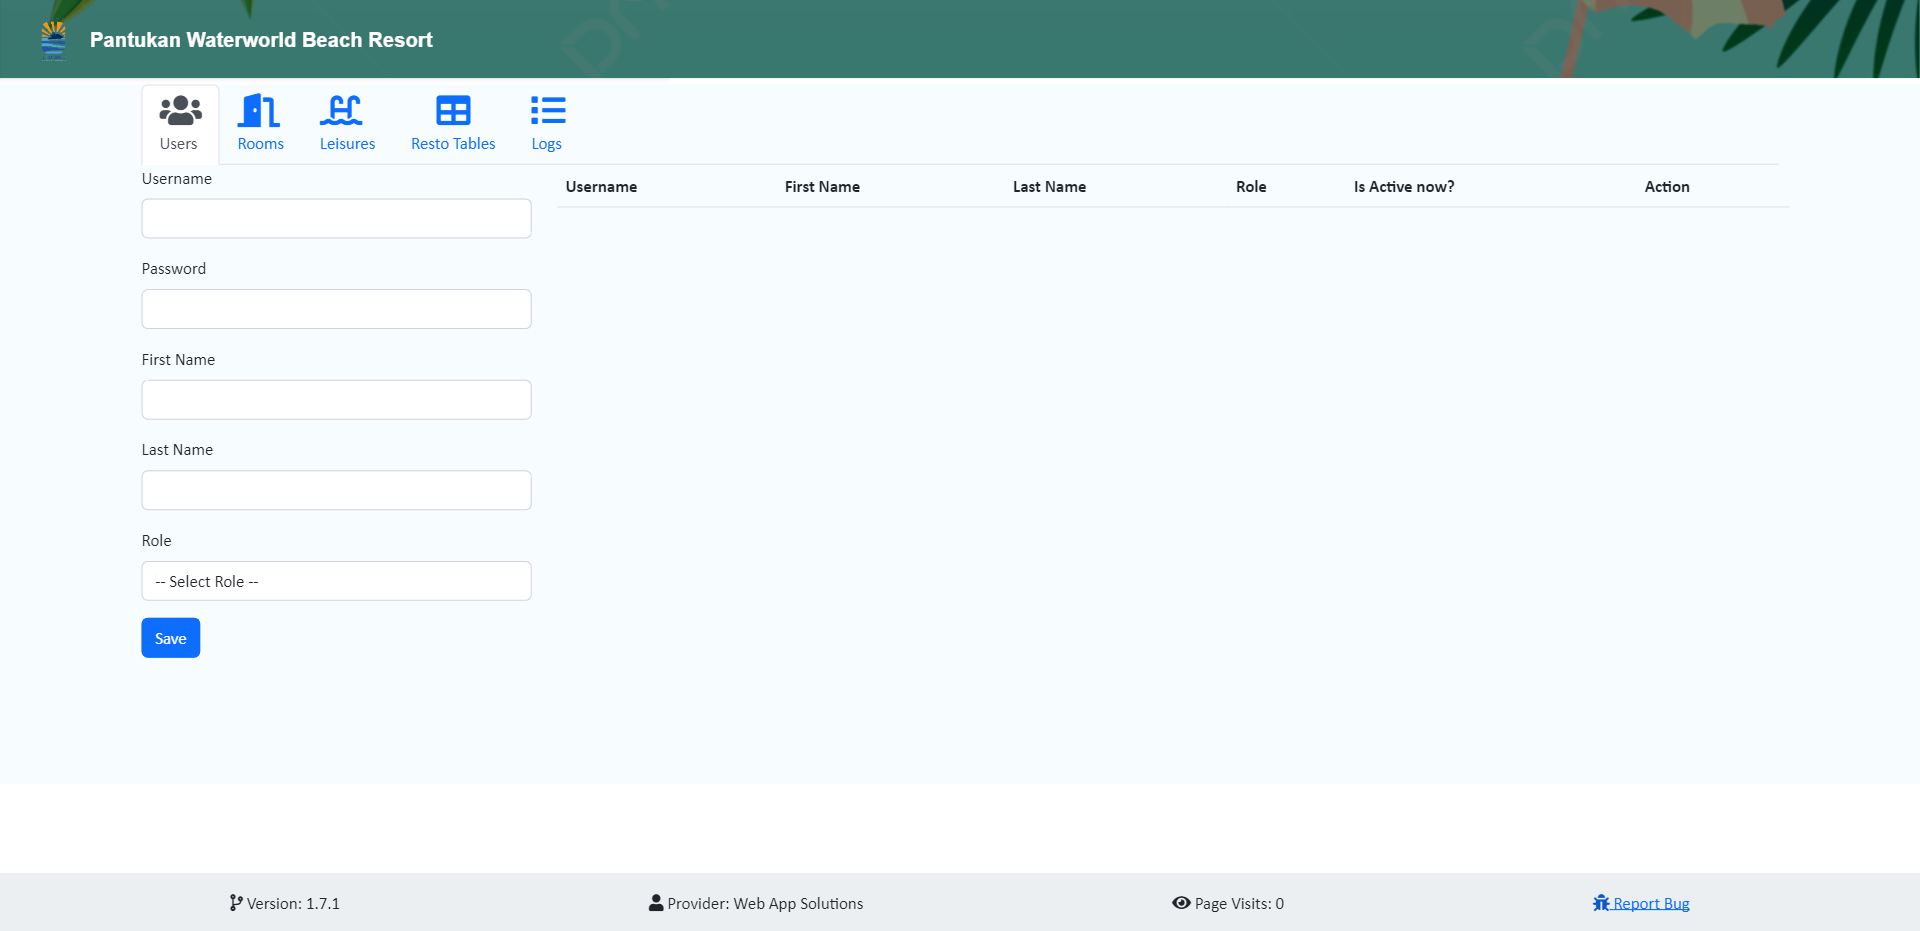 Pantukan Waterworld Beach Resort
Users
Rooms
Leisures
Resto Tables
Logs
Username
Password
First Name
Last Name
Role
-- Select Role --
Save
Username First Name Last Name Role Is Active now? Action
Version: 1.7.1
Provider: Web App Solutions
Page Visits: 0
Report Bug